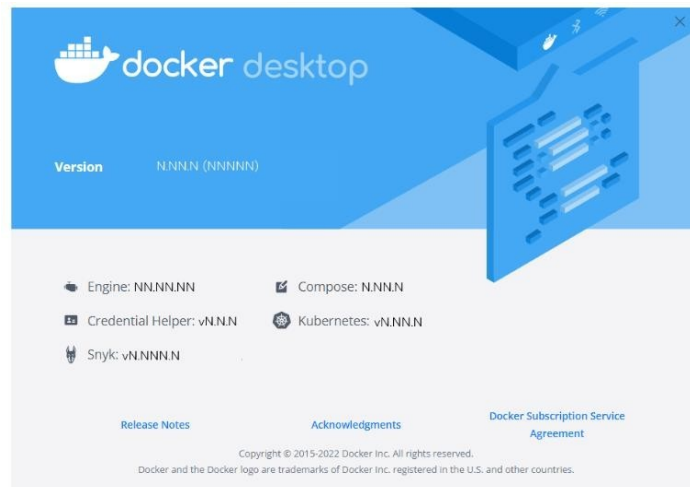 docker desktop
Version N.NN.N (NNNNN)
Engine: NN.NN.NN Compose: N.NN.N
Credential Helper: vN.N.N Kubernetes: vN.NN.N
Snyk: vN.NNN.N
Release Notes Acknowledgments Docker Subscription Service
Agreement
Copyright © 2015-2022 Docker Inc. All rights reserved.
Docker and the Docker logo are trademarks of Docker Inc. registered in the U.S. and other countries.